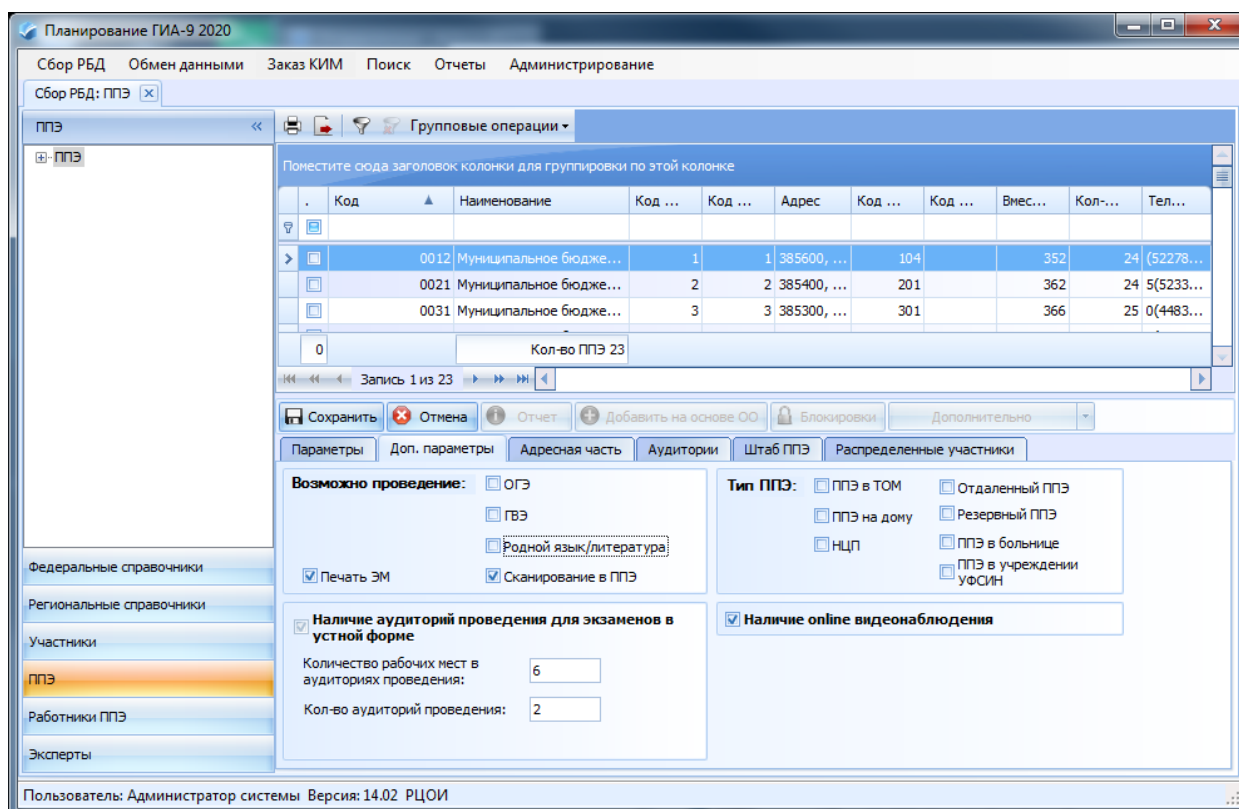 Планирование ГИА-9 2020
Сбор РБД Обмен данными Заказ КИМ Поиск Отчеты Администрирование
Сбор РБД: ППЭ
ППЭ
ППЭ
Групповые операции
Поместите сюда заголовок колонки для группировки по этой колонке
. Код Наименование Код ... Код ... Адрес Код ... Код ... Вмес... Кол-... Тел...
0012 Муниципальное бюдже... 1 1 385600, ... 104 352 24 (52278...
0021 Муниципальное бюдже... 2 2 385400, ... 201 362 24 5(5233...
0031 Муниципальное бюдже... 3 3 385300, ... 301 366 25 0(4483...
0 Кол-во ППЭ 23
Запись 1 из 23
Сохранить Отмена Отчет Добавить на основе ОО Блокировки Дополнительно
Параметры Доп. параметры Адресная часть Аудитории Штаб ППЭ Распределенные участники
Возможно проведение: ОГЭ
ГВЭ
Родной язык/литература
Печать ЭМ Сканирование в ППЭ
Тип ППЭ: ППЭ в ТОМ Отдаленный ППЭ
ППЭ на дому Резервный ППЭ
НЦП ППЭ в больнице
ППЭ в учреждении
УФСИН
Наличие аудиторий проведения для экзаменов в
устной форме
Количество рабочих мест в
аудиториях проведения: 6
Кол-во аудиторий проведения: 2
Наличие online видеонаблюдения
Федеральные справочники
Региональные справочники
Участники
ППЭ
Работники ППЭ
Эксперты
Пользователь: Администратор системы Версия: 14.02 РЦОИ